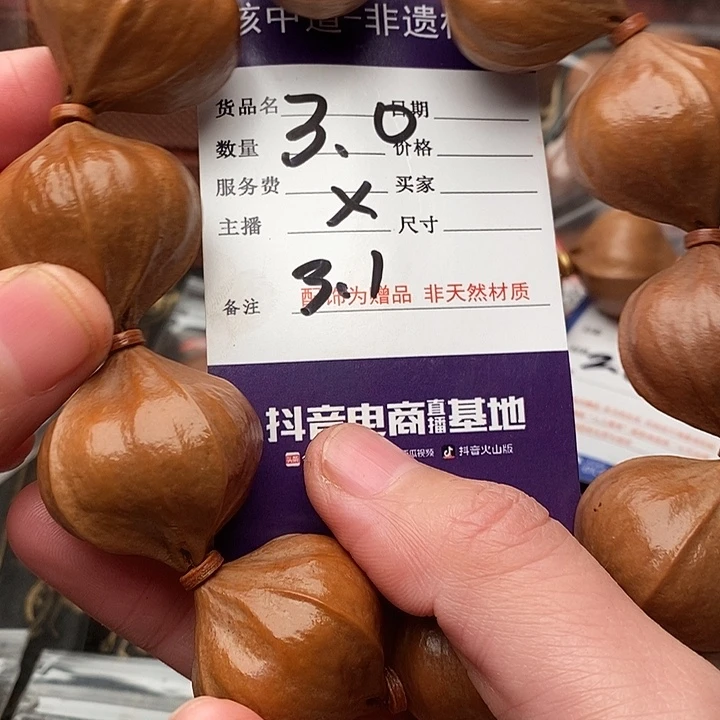 核中道-非遗
货品名 日期
3.0
数量 价格
服务费 买家
x
主播 尺寸
3.1
备注 配饰为赠品 非天然材质
抖音电商直播基地
抖音火山版
2.